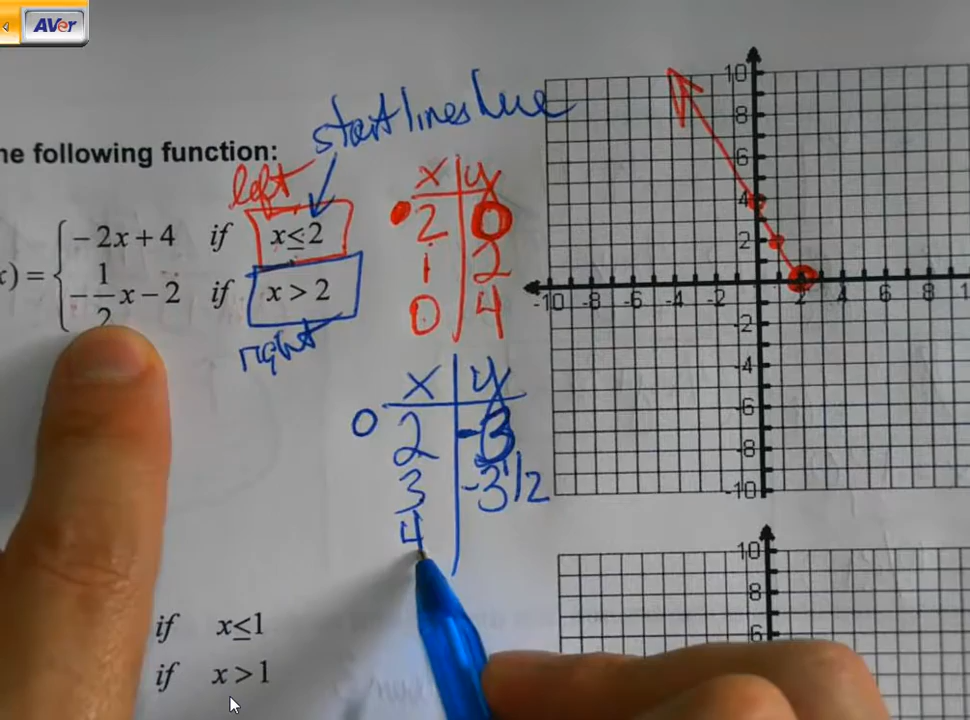 AVer
start lines here
he following function:
left
x) =
-2x+4 if x≤2
-1/2x-2 if x>2
right
x y
2 0
1 2
0 4
x y
2 -3
3 -3 1/2
4
10
8
6
4
2
-10 -8 -6 -4 -2 2 4 6 8 1
-2
-4
-6
-8
-10
10
8
6
if x≤1
if x>1